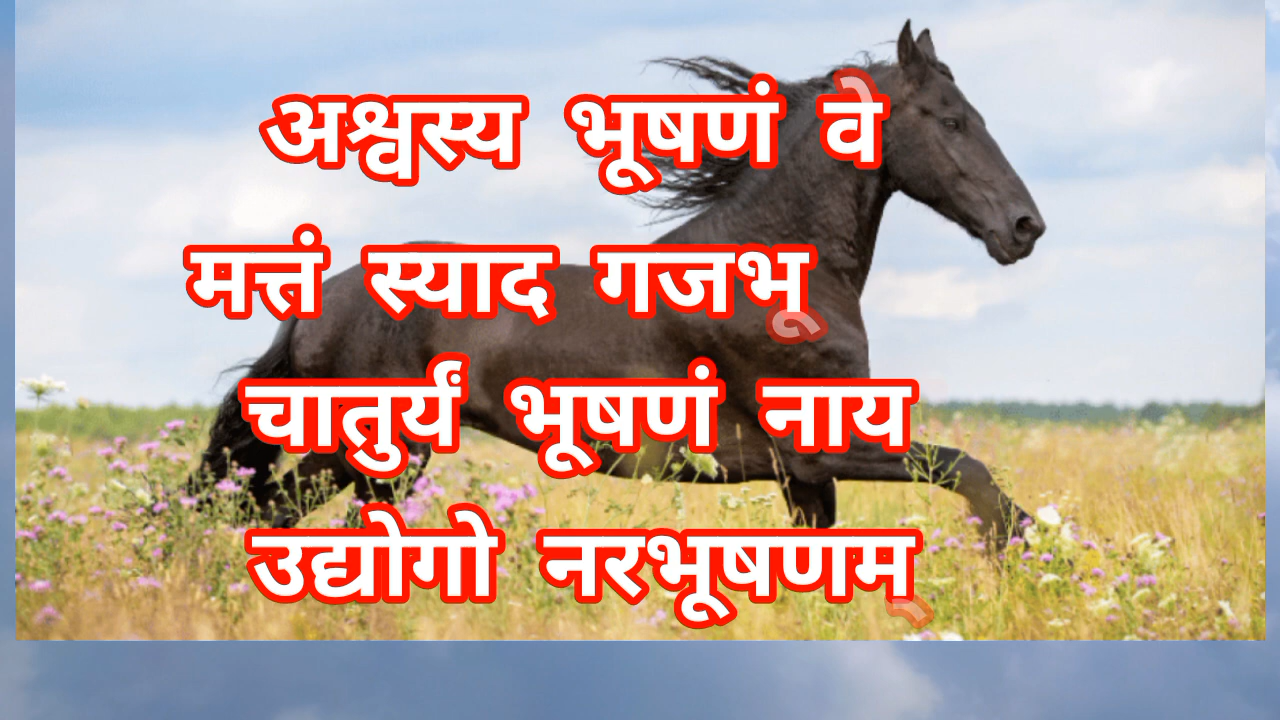 अश्वस्य भूषणं वे
मत्तं स्याद गजभू
चातुर्यं भूषणं नाय
उद्योगो नरभूषणम्